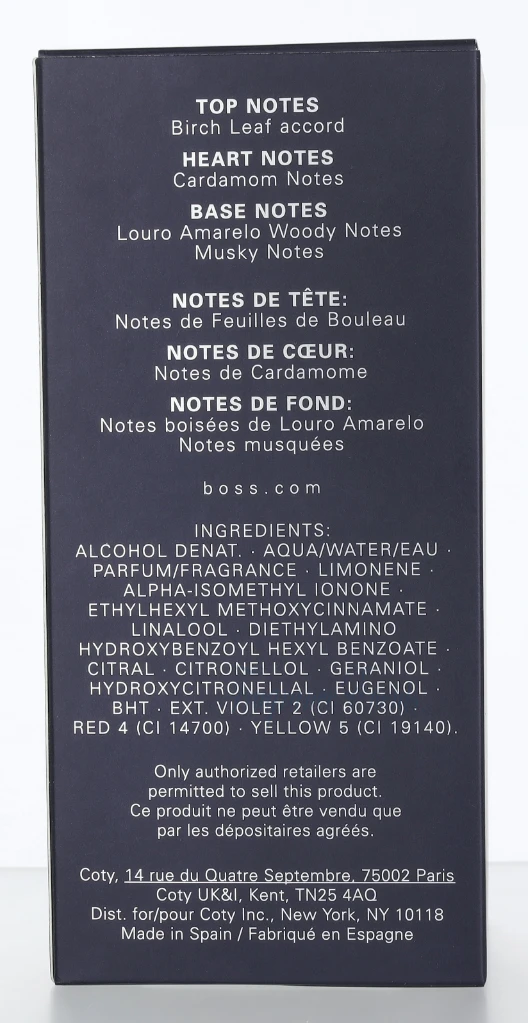 TOP NOTES
Birch Leaf accord
HEART NOTES
Cardamom Notes
BASE NOTES
Louro Amarelo Woody Notes
Musky Notes
NOTES DE TÊTE:
Notes de Feuilles de Bouleau
NOTES DE CŒUR:
Notes de Cardamome
NOTES DE FOND:
Notes boisées de Louro Amarelo
Notes musquées
boss.com
INGREDIENTS:
ALCOHOL DENAT. · AQUA/WATER/EAU ·
PARFUM/FRAGRANCE · LIMONENE ·
ALPHA-ISOMETHYL IONONE ·
ETHYLHEXYL METHOXYCINNAMATE ·
LINALOOL · DIETHYLAMINO
HYDROXYBENZOYL HEXYL BENZOATE ·
CITRAL · CITRONELLOL · GERANIOL ·
HYDROXYCITRONELLAL · EUGENOL ·
BHT · EXT. VIOLET 2 (CI 60730) ·
RED 4 (CI 14700) · YELLOW 5 (CI 19140).
Only authorized retailers are
permitted to sell this product.
Ce produit ne peut être vendu que
par les dépositaires agréés.
Coty, 14 rue du Quatre Septembre, 75002 Paris
Coty UK&I, Kent, TN25 4AQ
Dist. for/pour Coty Inc., New York, NY 10118
Made in Spain / Fabriqué en Espagne